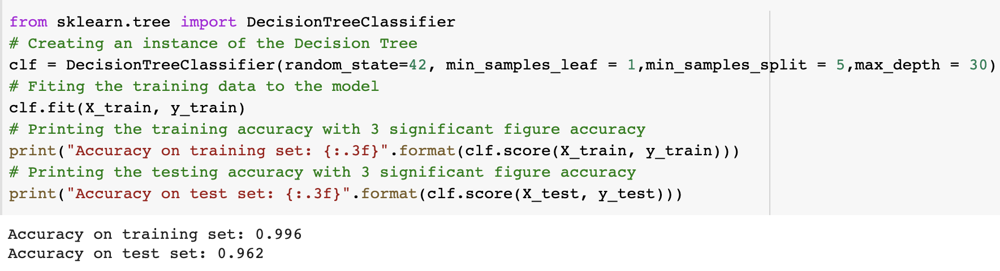 from sklearn.tree import DecisionTreeClassifier
# Creating an instance of the Decision Tree
clf = DecisionTreeClassifier(random_state=42, min_samples_leaf = 1,min_samples_split = 5,max_depth = 30)
# Fiting the training data to the model
clf.fit(X_train, y_train)
# Printing the training accuracy with 3 significant figure accuracy
print("Accuracy on training set: {:.3f}".format(clf.score(X_train, y_train)))
# Printing the testing accuracy with 3 significant figure accuracy
print("Accuracy on test set: {:.3f}".format(clf.score(X_test, y_test)))
Accuracy on training set: 0.996
Accuracy on test set: 0.962